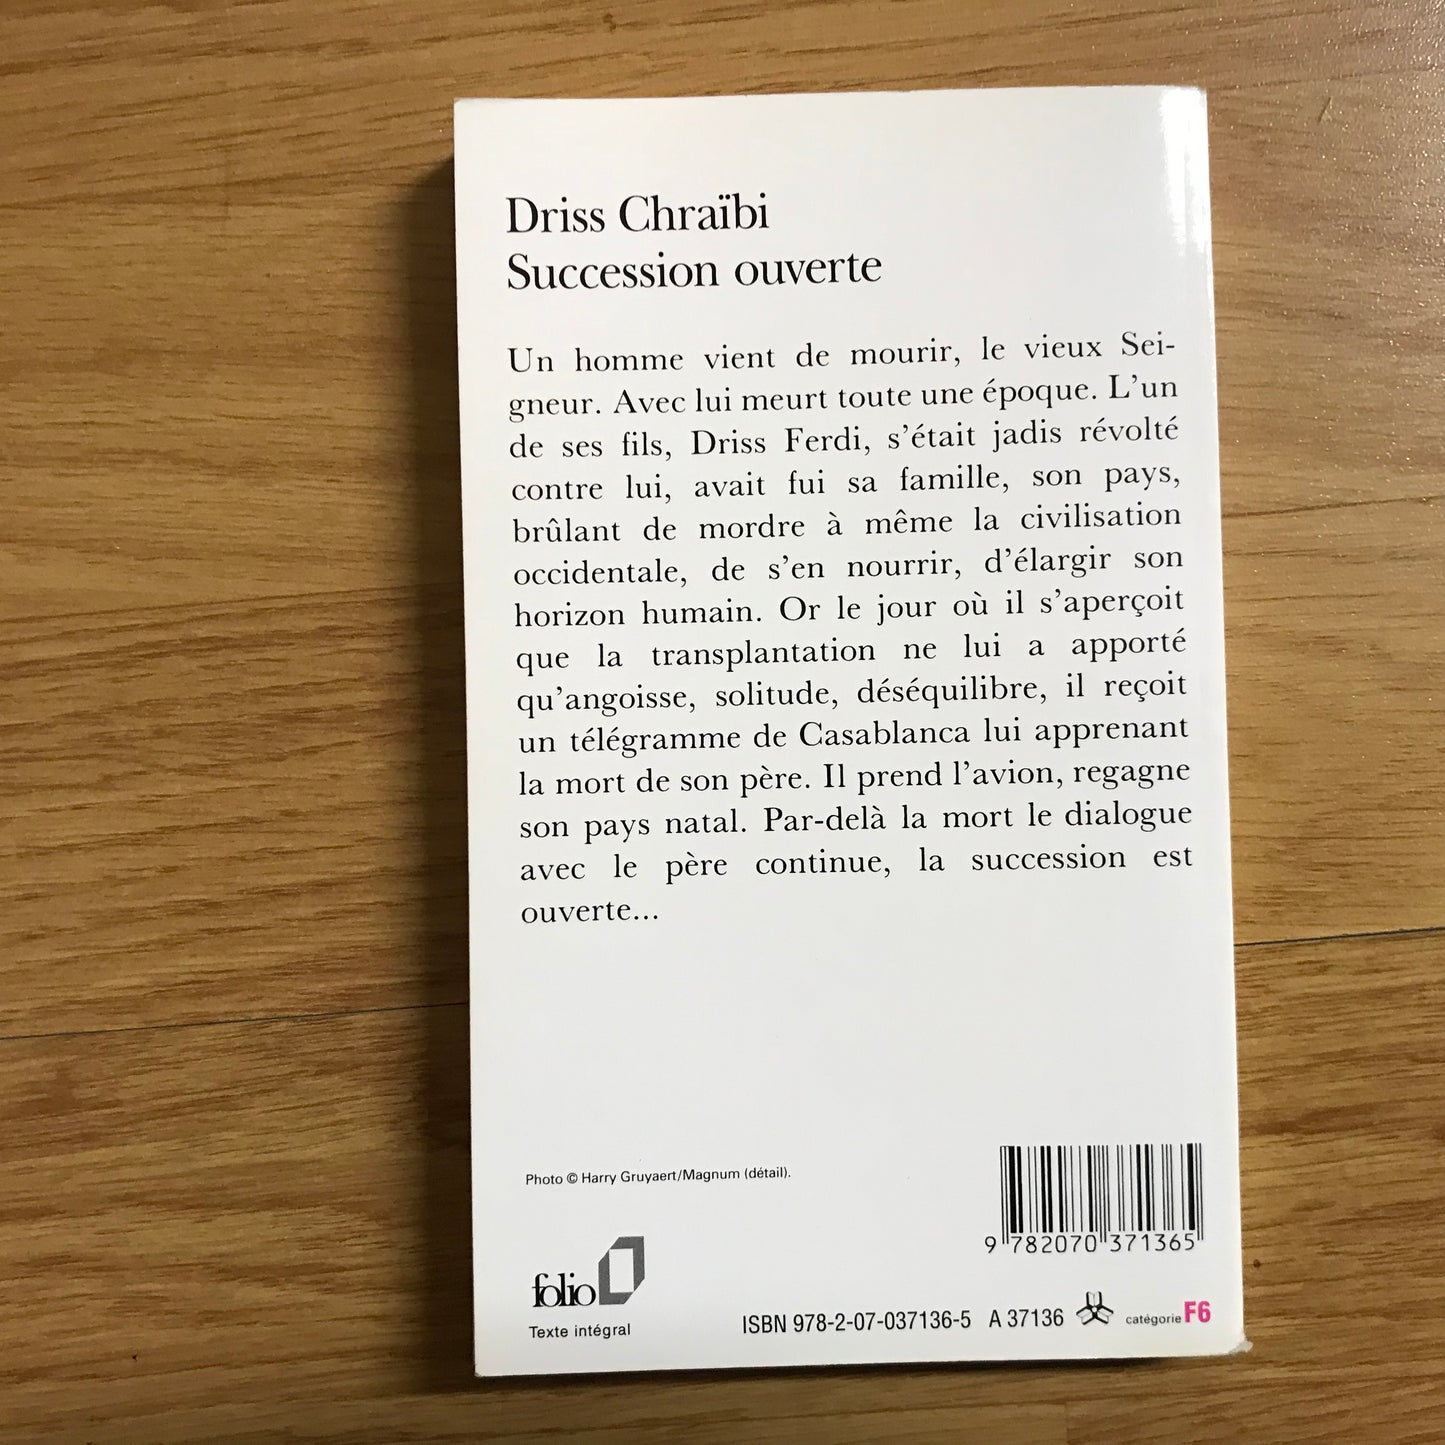 Driss Chraïbi
Succession ouverte
Un homme vient de mourir, le vieux Sei-
gneur. Avec lui meurt toute une époque. L'un
de ses fils, Driss Ferdi, s'était jadis révolté
contre lui, avait fui sa famille, son pays,
brûlant de mordre à même la civilisation
occidentale, de s'en nourrir, d'élargir son
horizon humain. Or le jour où il s'aperçoit
que la transplantation ne lui a apporté
qu'angoisse, solitude, déséquilibre, il reçoit
un télégramme de Casablanca lui apprenant
la mort de son père. Il prend l'avion, regagne
son pays natal. Par-delà la mort le dialogue
avec le père continue, la succession est
ouverte...
Photo © Harry Gruyaert/Magnum (détail).
9 782070 371365
folio
Texte intégral
ISBN 978-2-07-037136-5 A 37136 catégorie F6